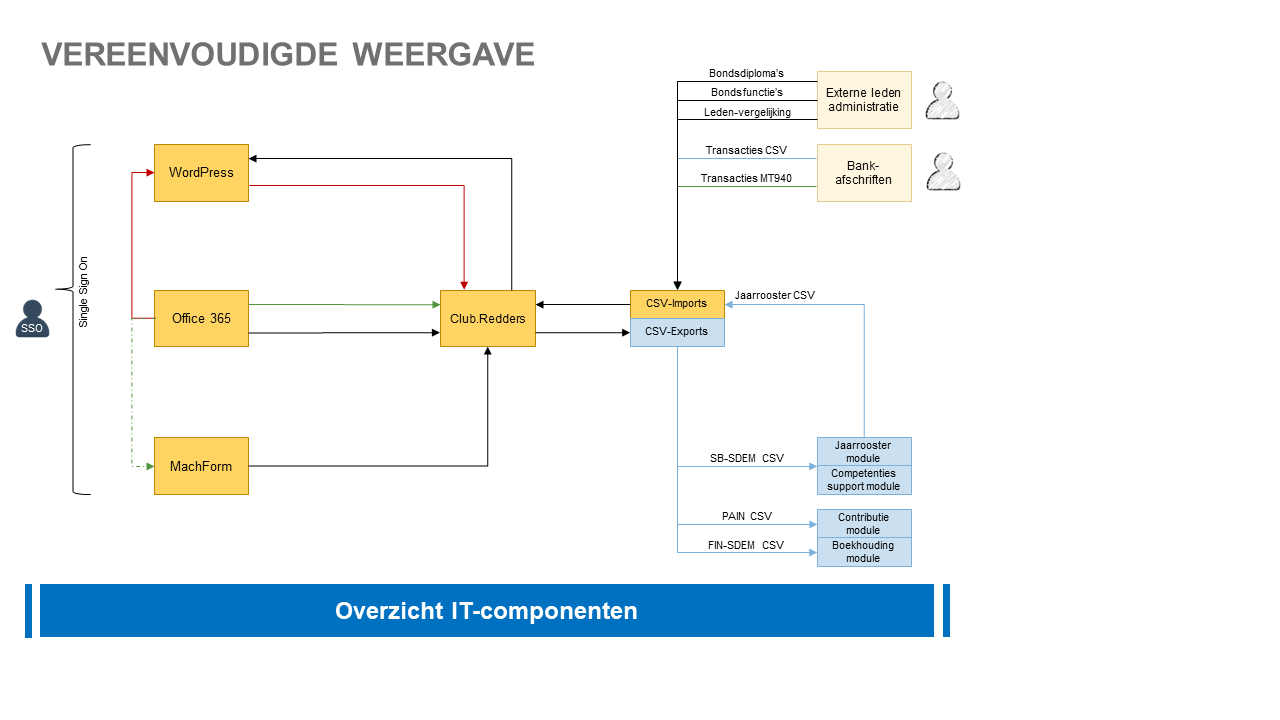 VEREENVOUDIGDE WEERGAVE
Bondsdiploma's
Bondsfunctie's
Leden-vergelijking
Externe leden
administratie
Transacties CSV
Transacties MT940
Bank-
afschriften
WordPress
Single Sign On
SSO
Office 365
Club.Redders
CSV-Imports
CSV-Exports
Jaarrooster CSV
MachForm
SB-SDEM CSV
Jaarrooster
module
Competenties
support module
PAIN CSV
Contributie
module
FIN-SDEM CSV
Boekhouding
module
Overzicht IT-componenten